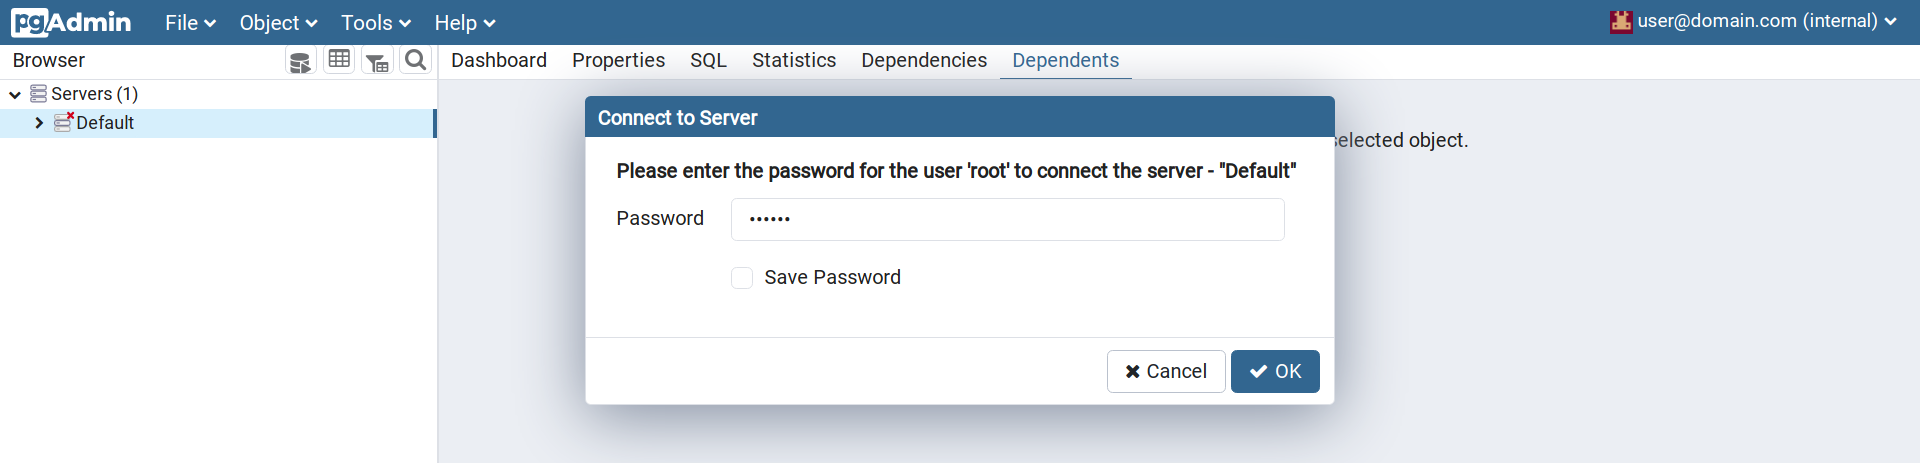 pgAdmin File Object Tools Help user@domain.com (internal)
Browser Dashboard Properties SQL Statistics Dependencies Dependents
Servers (1)
Default
Connect to Server
selected object.
Please enter the password for the user 'root' to connect the server - "Default"
Password ••••••
Save Password
Cancel OK